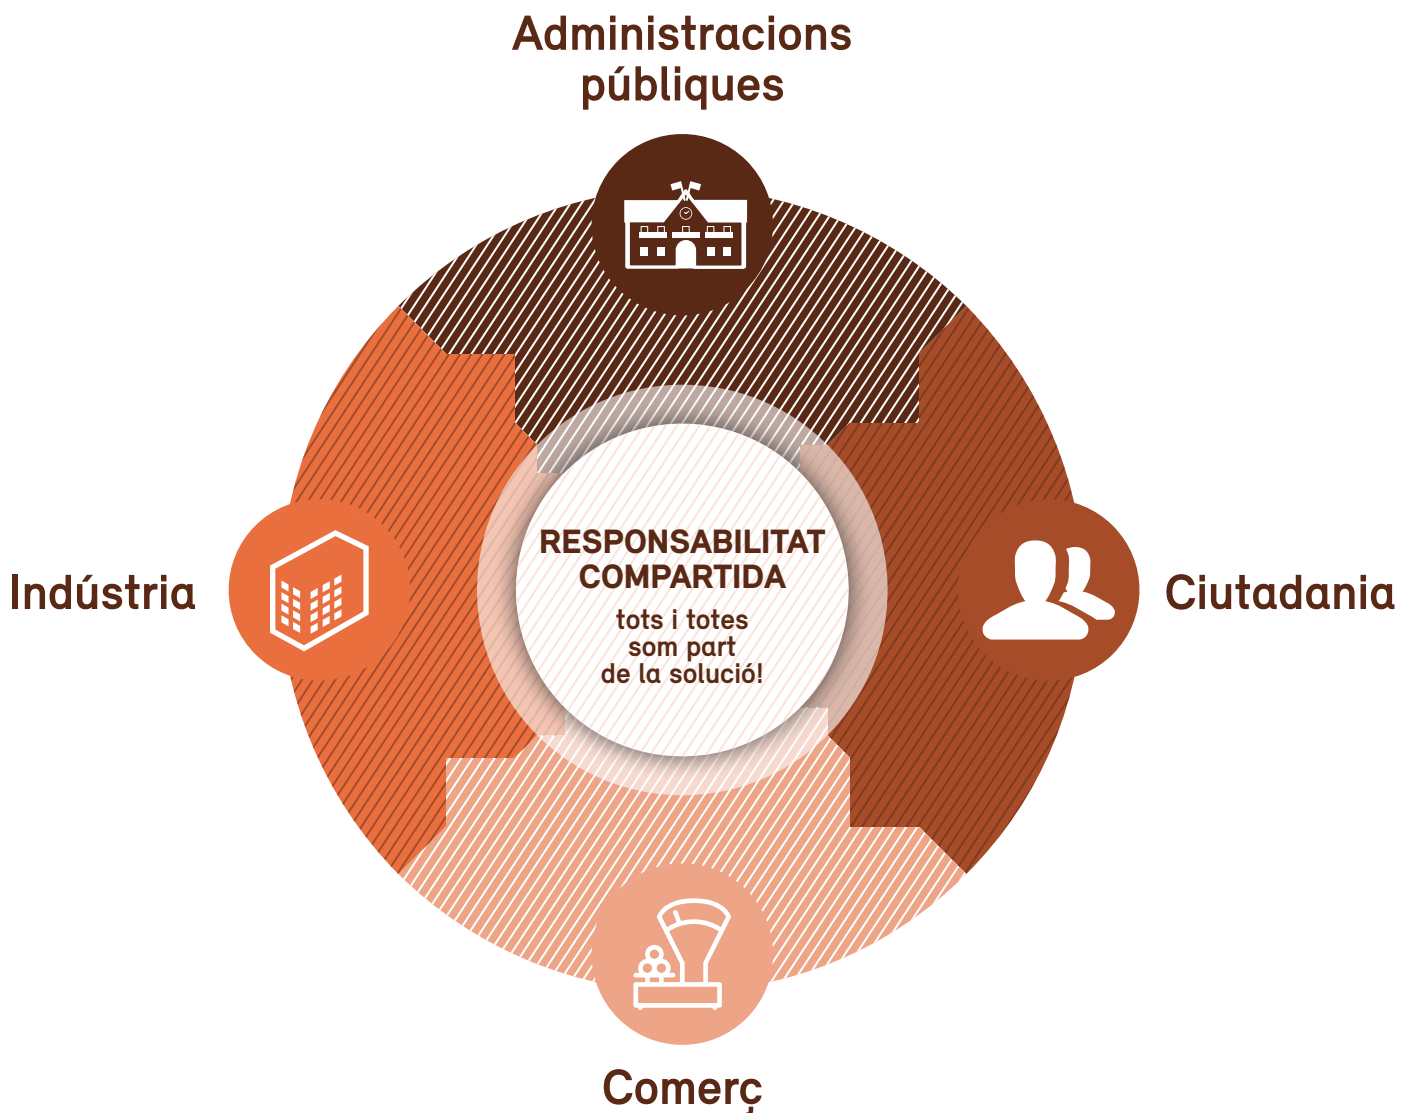 Administracions
públiques
Indústria
RESPONSABILITAT
COMPARTIDA
tots i totes
som part
de la solució!
Ciutadania
Comerç